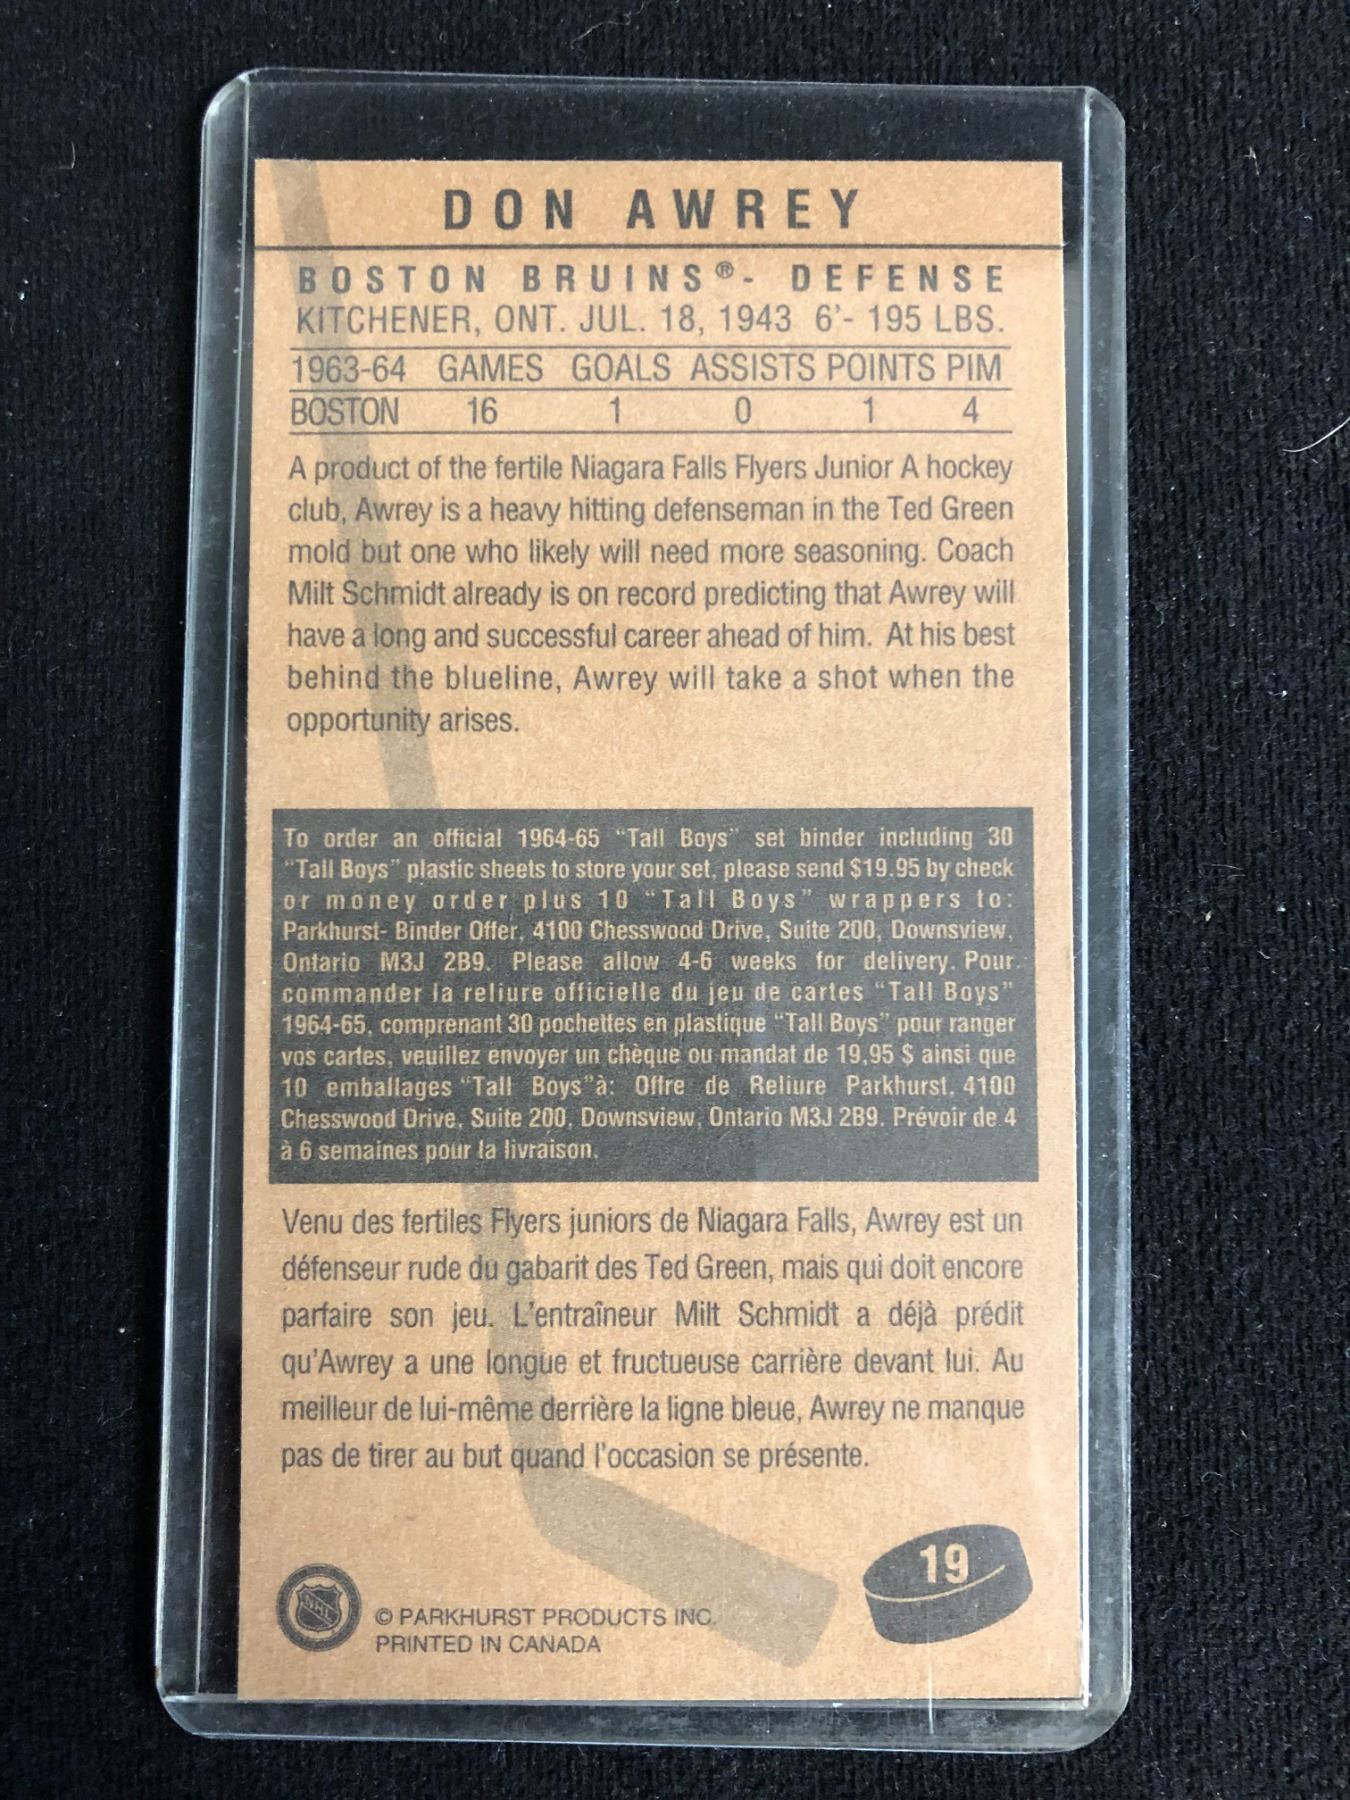 DON AWREY
BOSTON BRUINS®- DEFENSE
KITCHENER, ONT. JUL. 18, 1943 6'- 195 LBS.
1963-64 GAMES GOALS ASSISTS POINTS PIM
BOSTON 16 1 0 1 4
A product of the fertile Niagara Falls Flyers Junior A hockey
club, Awrey is a heavy hitting defenseman in the Ted Green
mold but one who likely will need more seasoning. Coach
Milt Schmidt already is on record predicting that Awrey will
have a long and successful career ahead of him. At his best
behind the blueline, Awrey will take a shot when the
opportunity arises.
To order an official 1964-65 "Tall Boys" set binder including 30
"Tall Boys" plastic sheets to store your set, please send $19.95 by check
or money order plus 10 "Tall Boys" wrappers to:
Parkhurst- Binder Offer, 4100 Chesswood Drive, Suite 200, Downsview,
Ontario M3J 2B9. Please allow 4-6 weeks for delivery. Pour
commander la reliure officielle du jeu de cartes "Tall Boys"
1964-65, comprenant 30 pochettes en plastique "Tall Boys" pour ranger
vos cartes, veuillez envoyer un chèque ou mandat de 19,95 $ ainsi que
10 emballages "Tall Boys"à: Offre de Reliure Parkhurst, 4100
Chesswood Drive, Suite 200, Downsview, Ontario M3J 2B9. Prévoir de 4
à 6 semaines pour la livraison.
Venu des fertiles Flyers juniors de Niagara Falls, Awrey est un
défenseur rude du gabarit des Ted Green, mais qui doit encore
parfaire son jeu. L'entraîneur Milt Schmidt a déjà prédit
qu'Awrey a une longue et fructueuse carrière devant lui. Au
meilleur de lui-même derrière la ligne bleue, Awrey ne manque
pas de tirer au but quand l'occasion se présente.
19
NHL
© PARKHURST PRODUCTS INC.
PRINTED IN CANADA